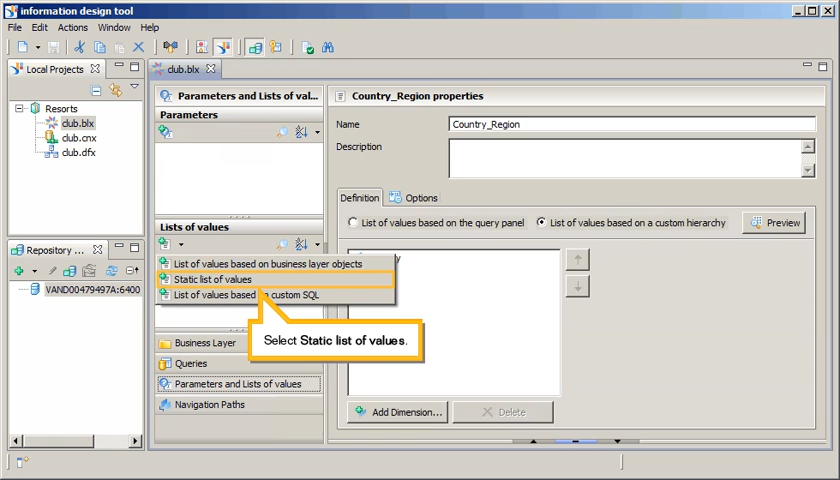 information design tool
File Edit Actions Window Help
Local Projects
Resorts
club.blx
club.cnx
club.dfx
Repository ...
VAND00479497A:6400
club.blx
Parameters and Lists of val...
Parameters
Lists of values
List of values based on business layer objects
Static list of values
List of values based custom SQL
Select Static list of values.
Business Layer
Queries
Parameters and Lists of values
Navigation Paths
Country_Region properties
Name Country_Region
Description
Definition Options
List of values based on the query panel List of values based on a custom hierarchy Preview
Add Dimension... Delete